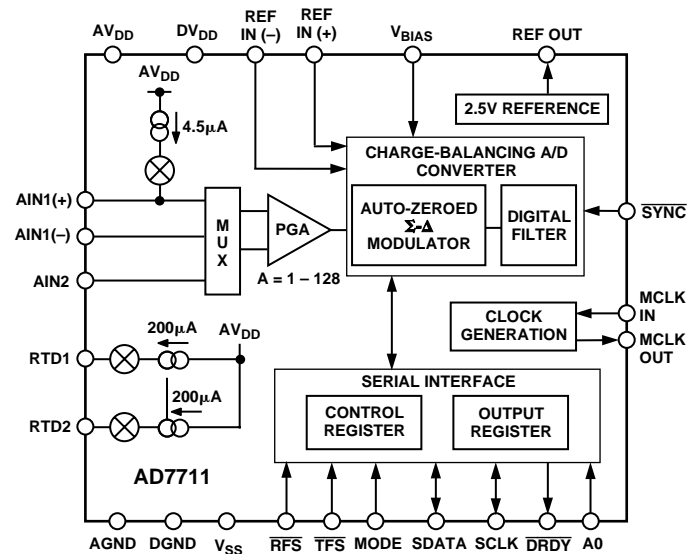 AVDD
DVDD
REF
IN (–)
REF
IN (+)
VBIAS
REF OUT
AVDD
4.5µA
2.5V REFERENCE
CHARGE-BALANCING A/D
CONVERTER
AUTO-ZEROED
Σ-Δ
MODULATOR
DIGITAL
FILTER
SYNC
AIN1(+)
AIN1(–)
AIN2
M
U
X
PGA
A = 1 – 128
MCLK
IN
MCLK
OUT
CLOCK
GENERATION
200µA
AVDD
RTD1
200µA
RTD2
SERIAL INTERFACE
CONTROL
REGISTER
OUTPUT
REGISTER
AD7711
AGND
DGND
VSS
RFS
TFS
MODE
SDATA
SCLK
DRDY
A0